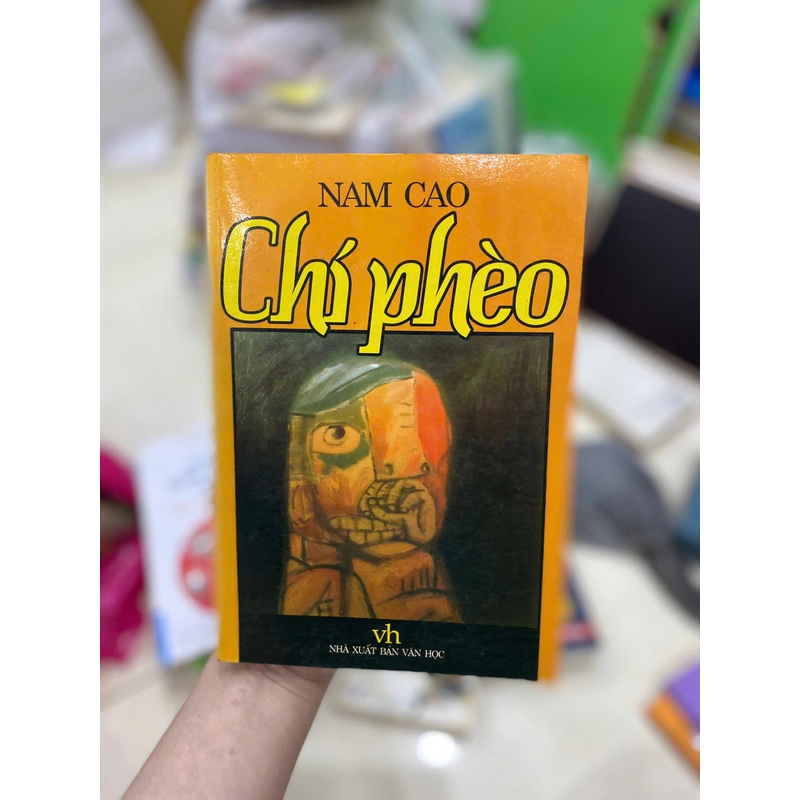 NAM CAO
Chí phèo
vh
NHÀ XUẤT BẢN VĂN HỌC